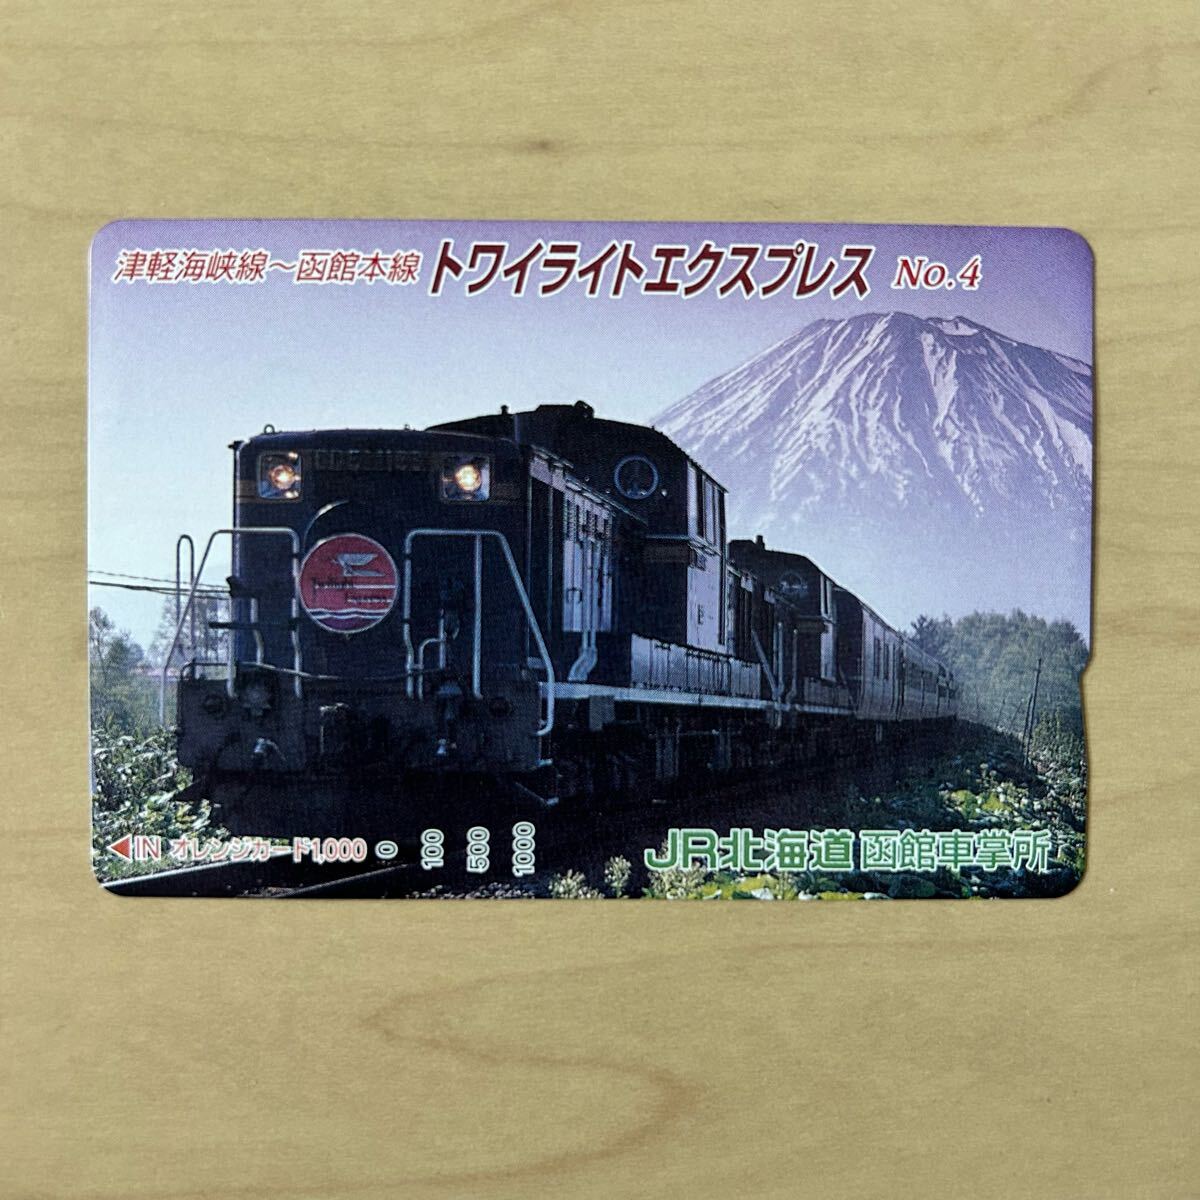 津軽海峡線～函館本線 トワイライトエクスプレス No.4
Twilight
Express
◀IN オレンジカード1,000 0 100 500 1000
JR北海道 函館車掌所